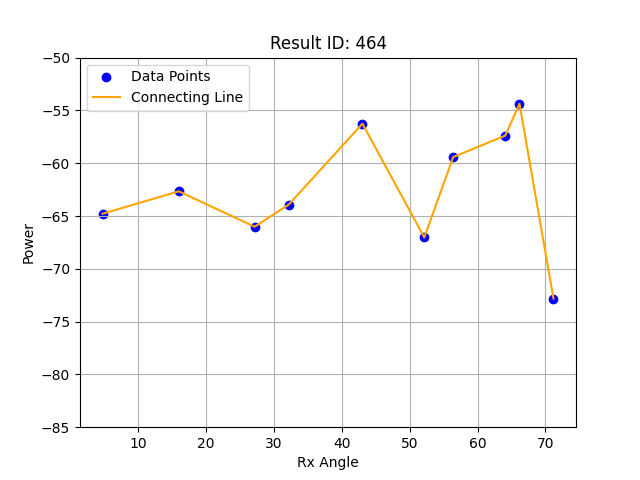 Result ID: 464
Data Points
Connecting Line
−50
−55
−60
−65
−70
−75
−80
−85
Power
10 20 30 40 50 60 70
Rx Angle